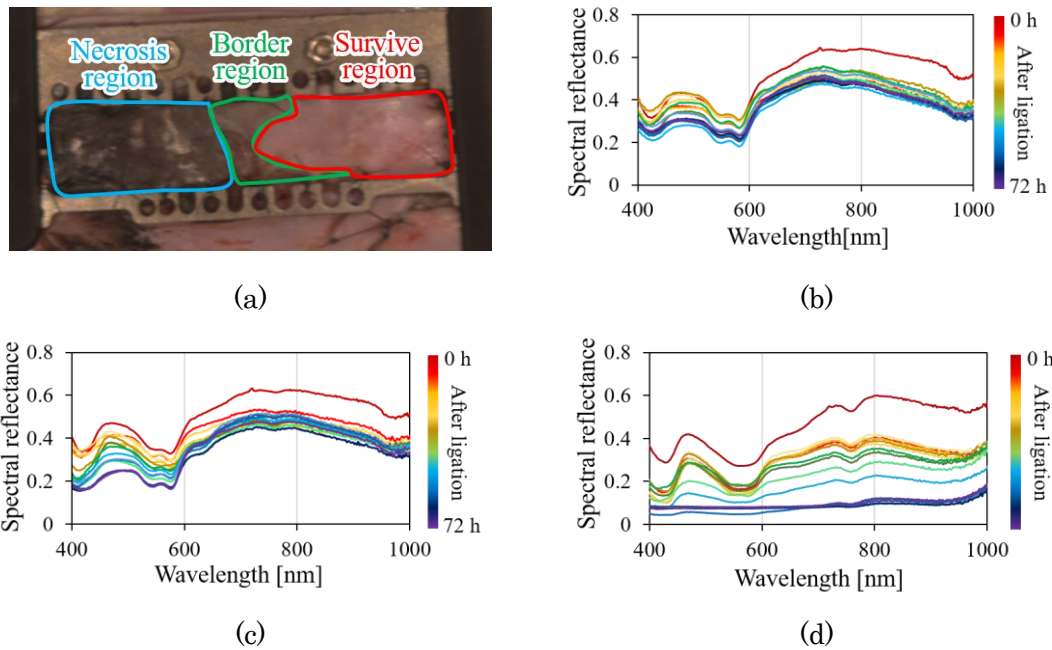 Necrosis
region
Border
region
Survive
region
(a)
Spectral reflectance
0.8
0.6
0.4
0.2
0
400
600
800
1000
Wavelength[nm]
0 h
After ligation
72 h
(b)
Spectral reflectance
0.8
0.6
0.4
0.2
0
400
600
800
1000
Wavelength [nm]
0 h
After ligation
72 h
(c)
Spectral reflectance
0.8
0.6
0.4
0.2
0
400
600
800
1000
Wavelength [nm]
0 h
After ligation
72 h
(d)